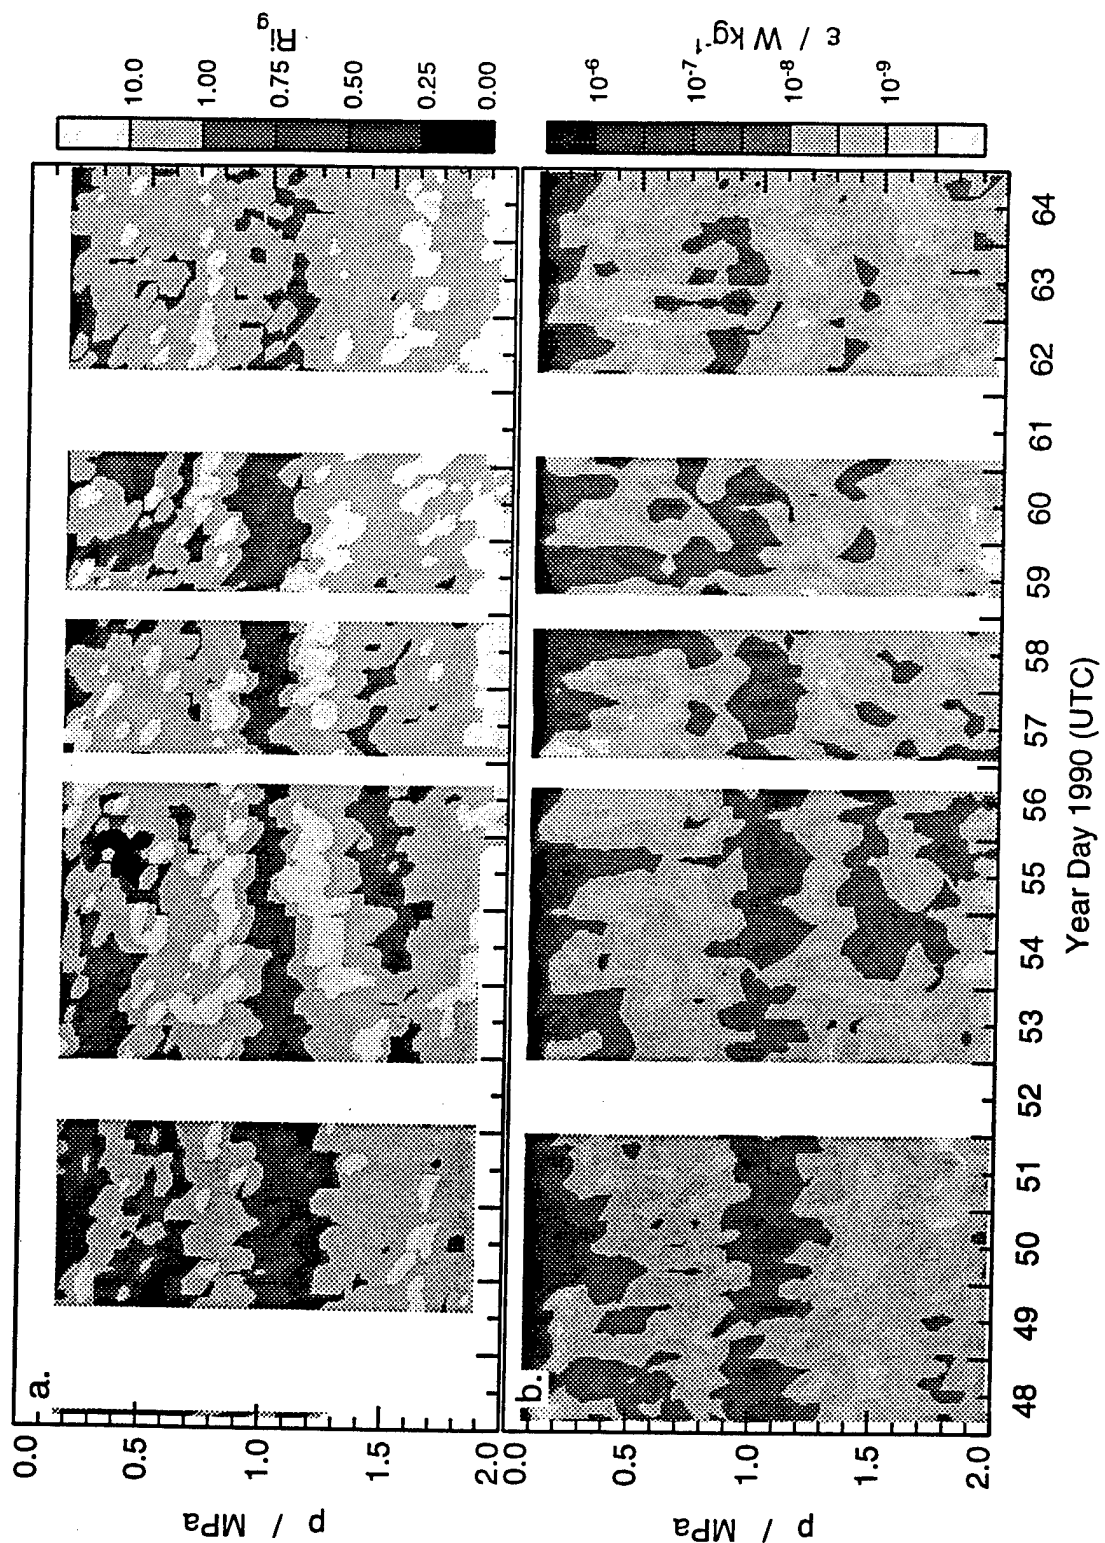 a.
0.0
0.5
1.0
1.5
2.0
p / MPa
Ri_g
10.0
1.00
0.75
0.50
0.25
0.00
b.
0.0
0.5
1.0
1.5
2.0
p / MPa
ε / W kg⁻¹
10⁻⁶
10⁻⁷
10⁻⁸
10⁻⁹
48 49 50 51 52 53 54 55 56 57 58 59 60 61 62 63 64
Year Day 1990 (UTC)